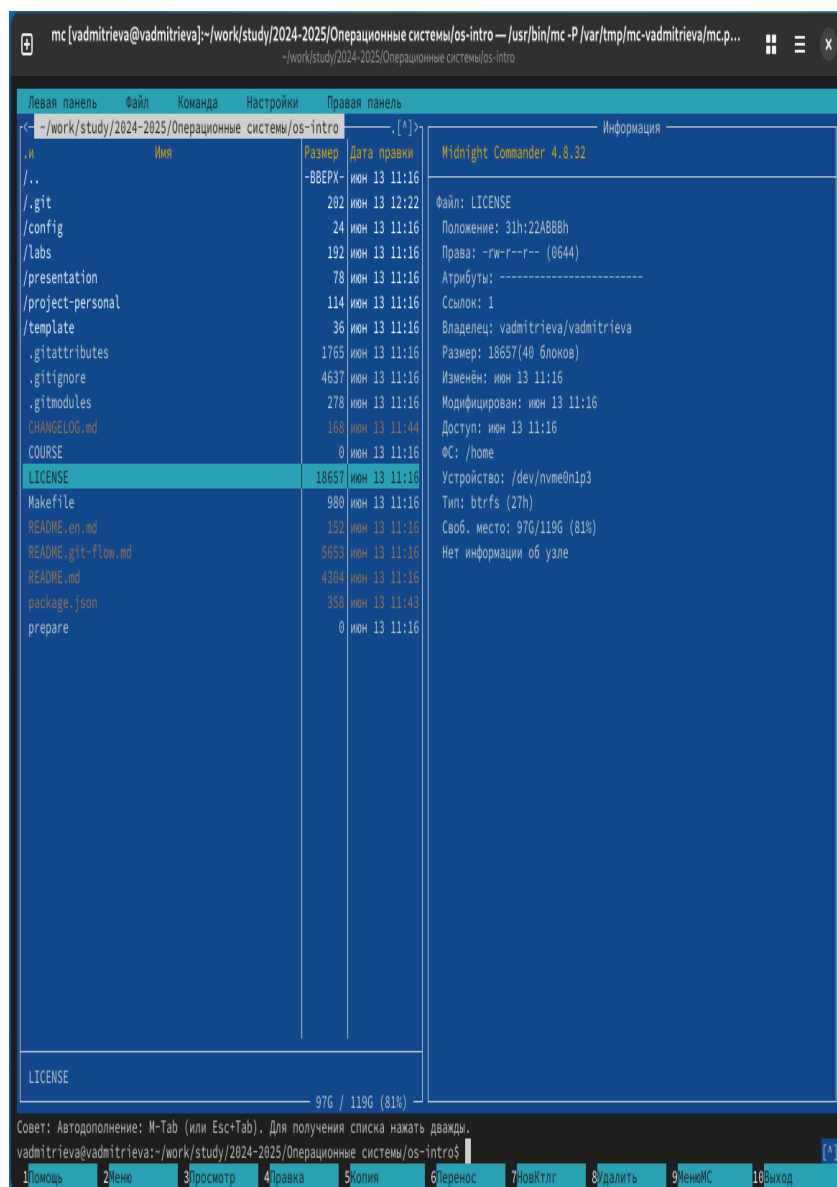 mc [vadmitrieva@vadmitrieva]:~/work/study/2024-2025/Операционные системы/os-intro — /usr/bin/mc -P /var/tmp/mc-vadmitrieva/mc.p...
~/work/study/2024-2025/Операционные системы/os-intro
Левая панель Файл Команда Настройки Правая панель
<- ~/work/study/2024-2025/Операционные системы/os-intro .[^]>
.и Имя Размер Дата правки
/.. -ВВЕРХ- июн 13 11:16
/.git 202 июн 13 12:22
/config 24 июн 13 11:16
/labs 192 июн 13 11:16
/presentation 78 июн 13 11:16
/project-personal 114 июн 13 11:16
/template 36 июн 13 11:16
.gitattributes 1765 июн 13 11:16
.gitignore 4637 июн 13 11:16
.gitmodules 278 июн 13 11:16
CHANGELOG.md 168 июн 13 11:44
COURSE 0 июн 13 11:16
LICENSE 18657 июн 13 11:16
Makefile 980 июн 13 11:16
README.en.md 152 июн 13 11:16
README.git-flow.md 5653 июн 13 11:16
README.md 4304 июн 13 11:16
package.json 358 июн 13 11:43
prepare 0 июн 13 11:16
LICENSE
97G / 119G (81%)
Информация
Midnight Commander 4.8.32
Файл: LICENSE
Положение: 31h:22ABBBh
Права: -rw-r--r-- (0644)
Атрибуты: ------------------------
Ссылок: 1
Владелец: vadmitrieva/vadmitrieva
Размер: 18657(40 блоков)
Изменён: июн 13 11:16
Модифицирован: июн 13 11:16
Доступ: июн 13 11:16
ФС: /home
Устройство: /dev/nvme0n1p3
Тип: btrfs (27h)
Своб. место: 97G/119G (81%)
Нет информации об узле
Совет: Автодополнение: M-Tab (или Esc+Tab). Для получения списка нажать дважды.
vadmitrieva@vadmitrieva:~/work/study/2024-2025/Операционные системы/os-intro$ [^]
1Помощь 2Меню 3Просмотр 4Правка 5Копия 6Перенос 7НовКтлг 8Удалить 9МенюMC 10Выход